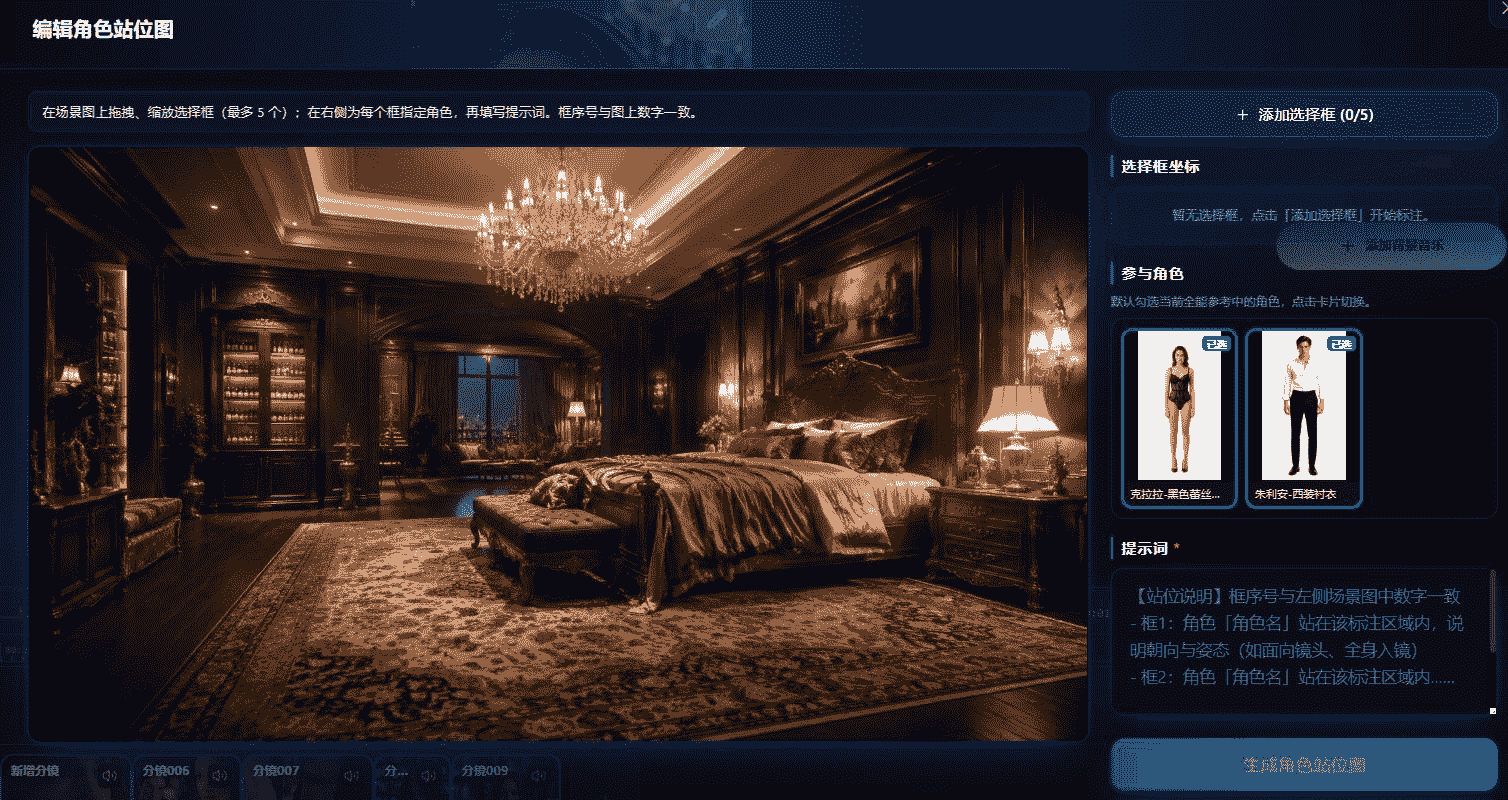 编辑角色站位图
在场景图上拖拽、缩放选择框（最多 5 个）；在右侧为每个框指定角色，再填写提示词。框序号与图上数字一致。
＋ 添加选择框 (0/5)
选择框坐标
暂无选择框，点击「添加选择框」开始标注。
＋ 添加背景音乐
参与角色
默认勾选当前全能参考中的角色，点击卡片切换。
已选
已选
克拉拉-黑色蕾丝...
朱利安-西装衬衣
提示词 *
【站位说明】框序号与左侧场景图中数字一致
- 框1：角色「角色名」站在该标注区域内，说
明朝向与姿态（如面向镜头、全身入镜）
- 框2：角色「角色名」站在该标注区域内……
生成角色站位图
新增分镜
分镜006
分镜007
分...
分镜009